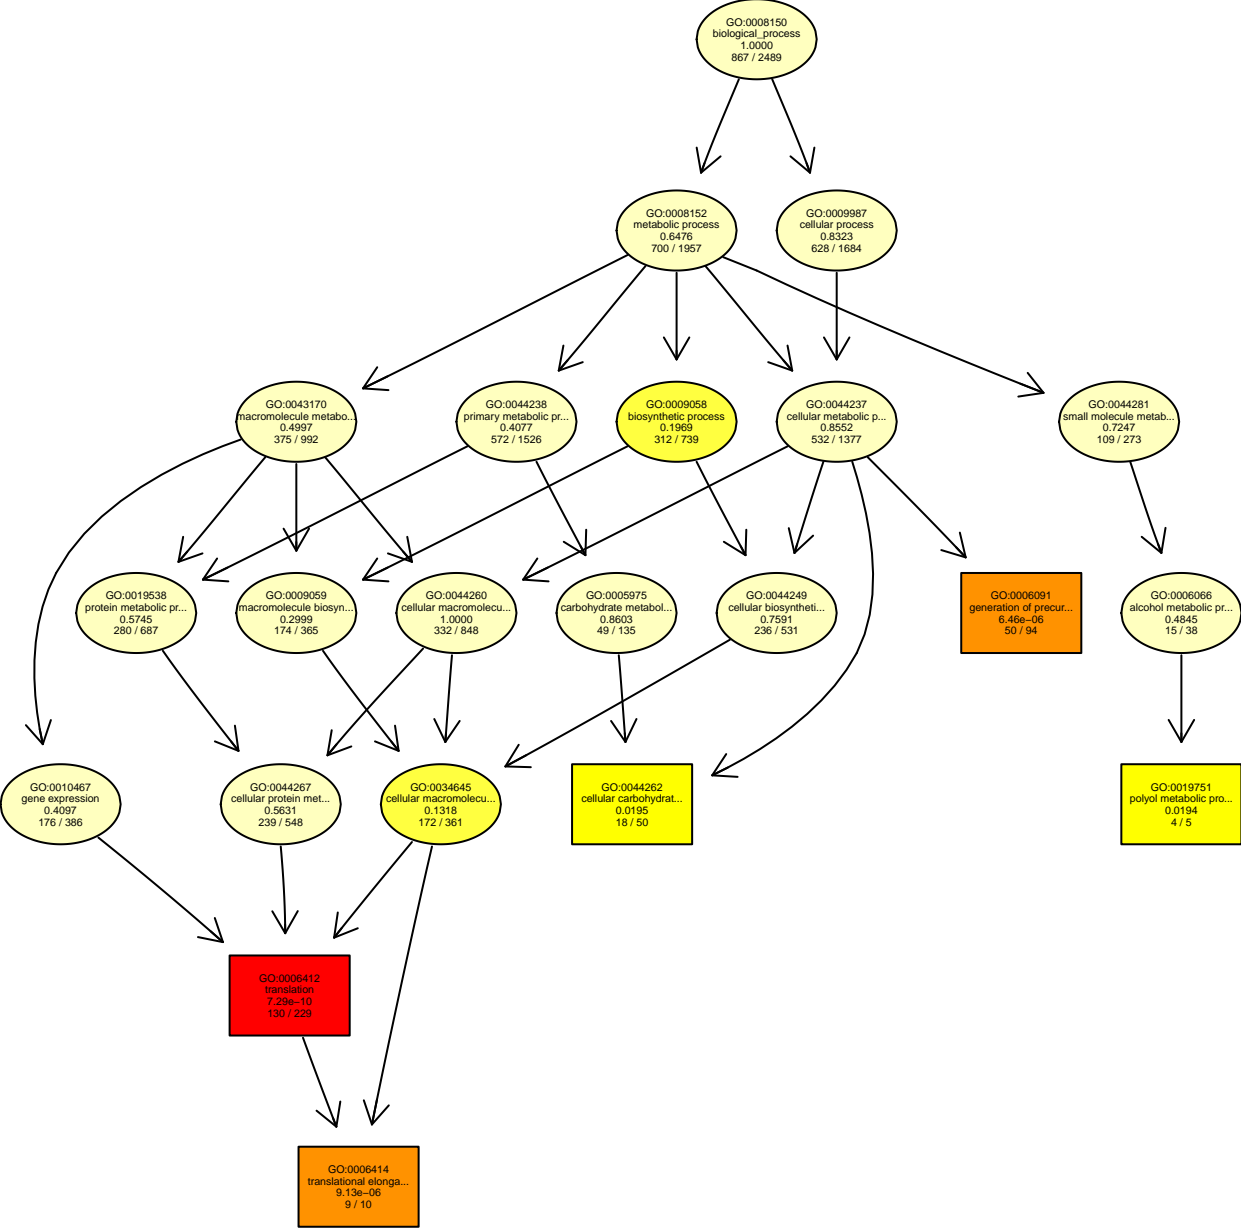 GO:0008150
biological_process
1.0000
867 / 2489
GO:0008152
metabolic process
0.6476
700 / 1957
GO:0009987
cellular process
0.8323
628 / 1684
GO:0043170
macromolecule metabo...
0.4997
375 / 992
GO:0044238
primary metabolic pr...
0.4077
572 / 1526
GO:0009058
biosynthetic process
0.1969
312 / 739
GO:0044237
cellular metabolic p...
0.8552
532 / 1377
GO:0044281
small molecule metab...
0.7247
109 / 273
GO:0019538
protein metabolic pr...
0.5745
280 / 687
GO:0009059
macromolecule biosyn...
0.2999
174 / 365
GO:0044260
cellular macromolecu...
1.0000
332 / 848
GO:0005975
carbohydrate metabol...
0.8603
49 / 135
GO:0044249
cellular biosyntheti...
0.7591
236 / 531
GO:0006091
generation of precur...
6.46e−06
50 / 94
GO:0006066
alcohol metabolic pr...
0.4845
15 / 38
GO:0010467
gene expression
0.4097
176 / 386
GO:0044267
cellular protein met...
0.5631
239 / 548
GO:0034645
cellular macromolecu...
0.1318
172 / 361
GO:0044262
cellular carbohydrat...
0.0195
18 / 50
GO:0019751
polyol metabolic pro...
0.0194
4 / 5
GO:0006412
translation
7.29e−10
130 / 229
GO:0006414
translational elonga...
9.13e−06
9 / 10